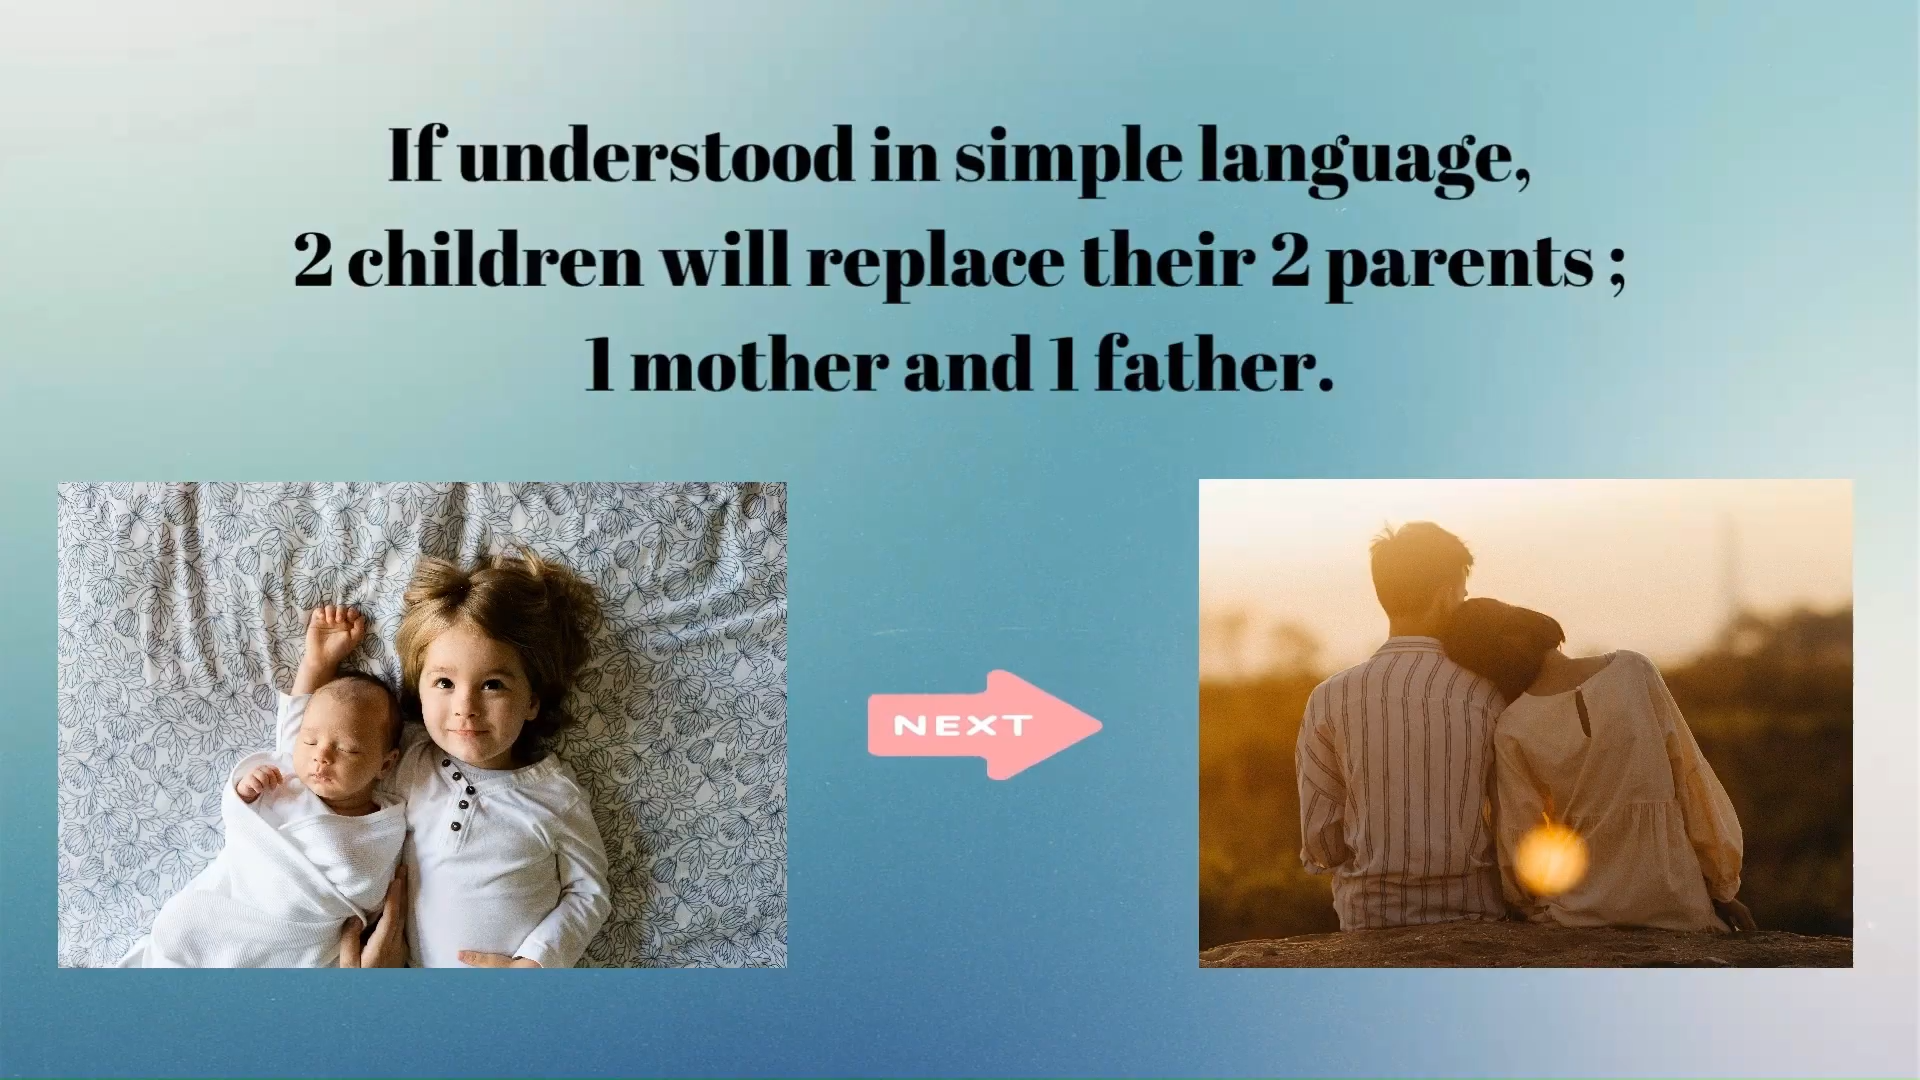 If understood in simple language,
2 children will replace their 2 parents ;
1 mother and 1 father.
NEXT